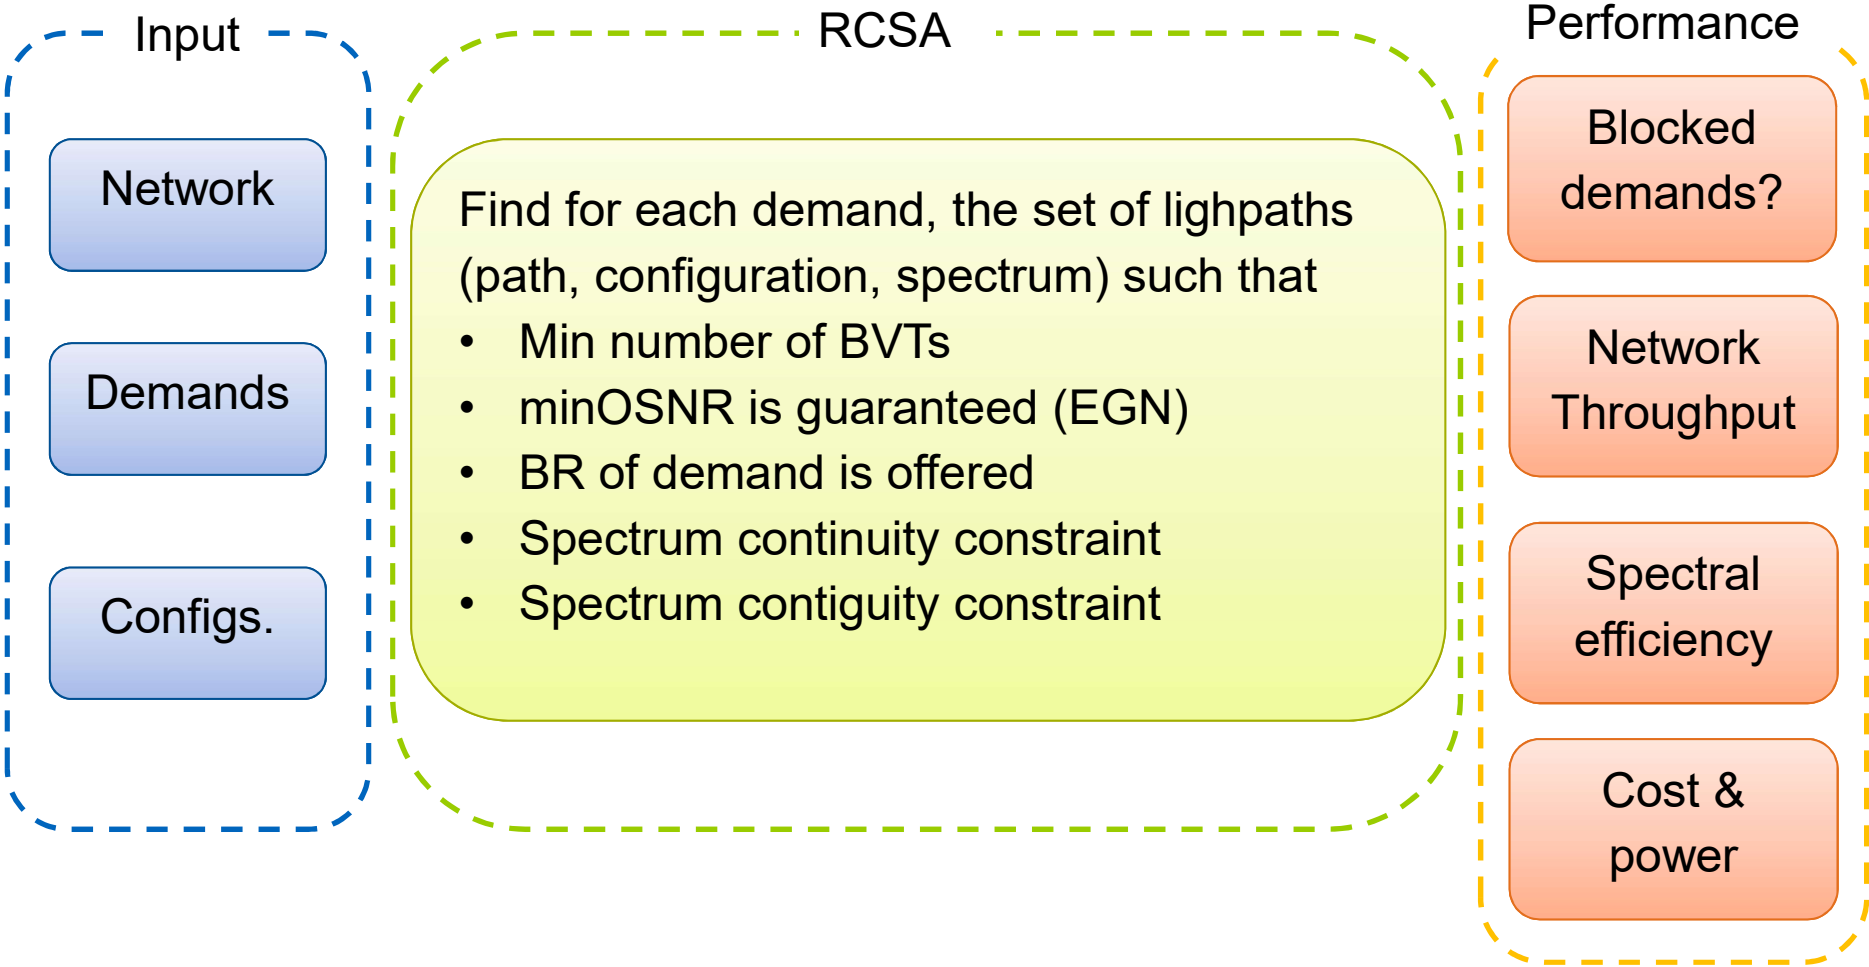 Input
Network
Demands
Configs.
RCSA
Find for each demand, the set of lighpaths
(path, configuration, spectrum) such that
• Min number of BVTs
• minOSNR is guaranteed (EGN)
• BR of demand is offered
• Spectrum continuity constraint
• Spectrum contiguity constraint
Performance
Blocked
demands?
Network
Throughput
Spectral
efficiency
Cost &
power